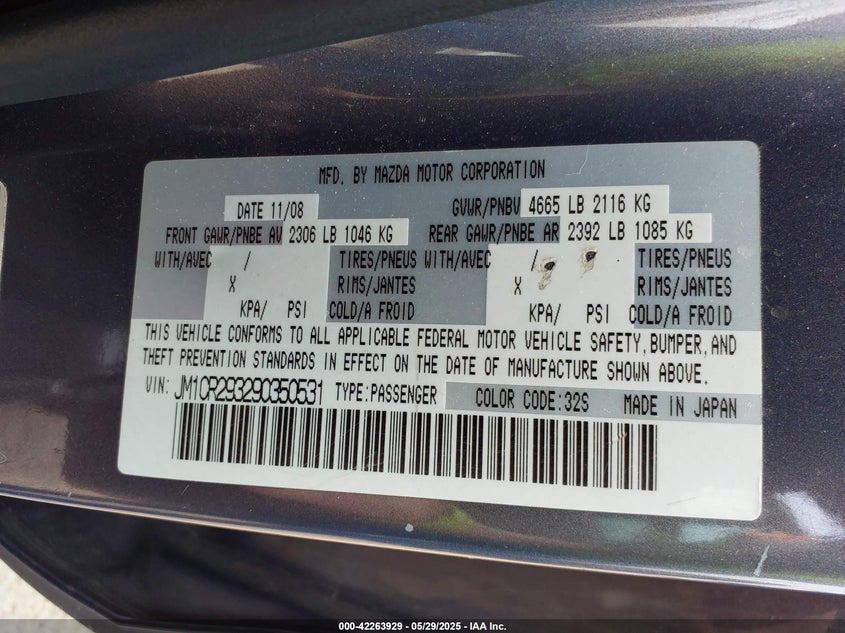 MFD. BY MAZDA MOTOR CORPORATION
DATE 11/08 GVWR/PNBV 4665 LB 2116 KG
FRONT GAWR/PNBE AV 2306 LB 1046 KG REAR GAWR/PNBE AR 2392 LB 1085 KG
WITH/AVEC / TIRES/PNEUS WITH/AVEC / TIRES/PNEUS
X RIMS/JANTES X RIMS/JANTES
KPA/ PSI COLD/A FROID KPA/ PSI COLD/A FROID
THIS VEHICLE CONFORMS TO ALL APPLICABLE FEDERAL MOTOR VEHICLE SAFETY, BUMPER, AND
THEFT PREVENTION STANDARDS IN EFFECT ON THE DATE OF MANUFACTURE SHOWN ABOVE.
VIN: JM1CR293290350531 TYPE:PASSENGER COLOR CODE:32S MADE IN JAPAN
000-42263929 - 05/29/2025 - IAA Inc.